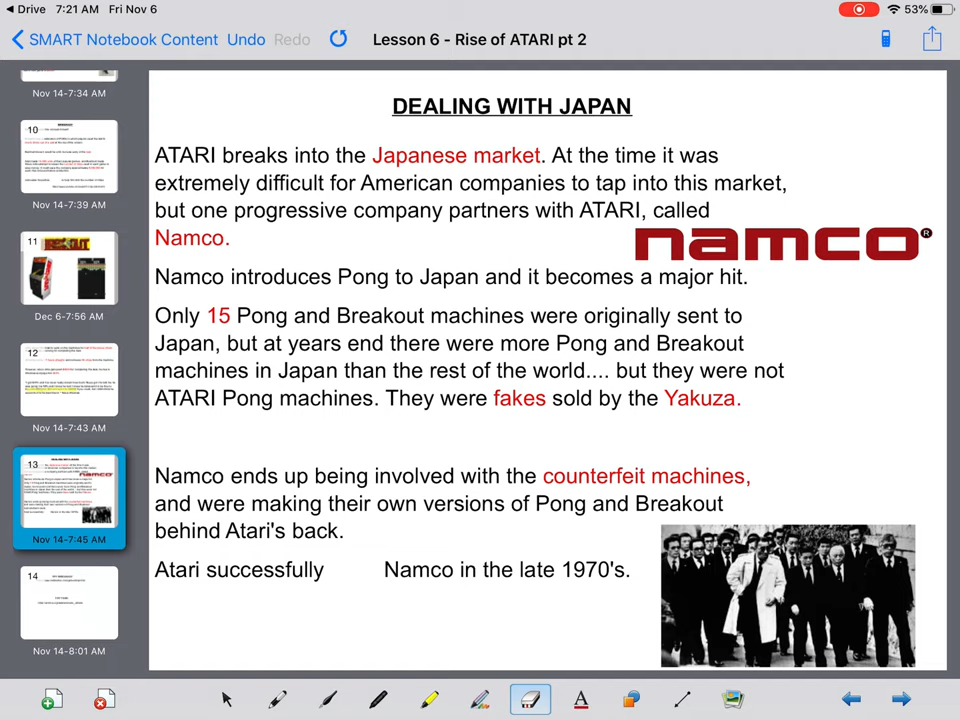 Drive 7:21 AM Fri Nov 6 53%
SMART Notebook Content Undo Redo Lesson 6 - Rise of ATARI pt 2
Nov 14-7:34 AM
10
Nov 14-7:39 AM
11 BREAKOUT
Dec 6-7:56 AM
12
Nov 14-7:43 AM
13
Nov 14-7:45 AM
14
Nov 14-8:01 AM
DEALING WITH JAPAN
ATARI breaks into the Japanese market. At the time it was
extremely difficult for American companies to tap into this market,
but one progressive company partners with ATARI, called
Namco.
namco®
Namco introduces Pong to Japan and it becomes a major hit.
Only 15 Pong and Breakout machines were originally sent to
Japan, but at years end there were more Pong and Breakout
machines in Japan than the rest of the world.... but they were not
ATARI Pong machines. They were fakes sold by the Yakuza.
Namco ends up being involved with the counterfeit machines,
and were making their own versions of Pong and Breakout
behind Atari's back.
Atari successfully Namco in the late 1970's.
A